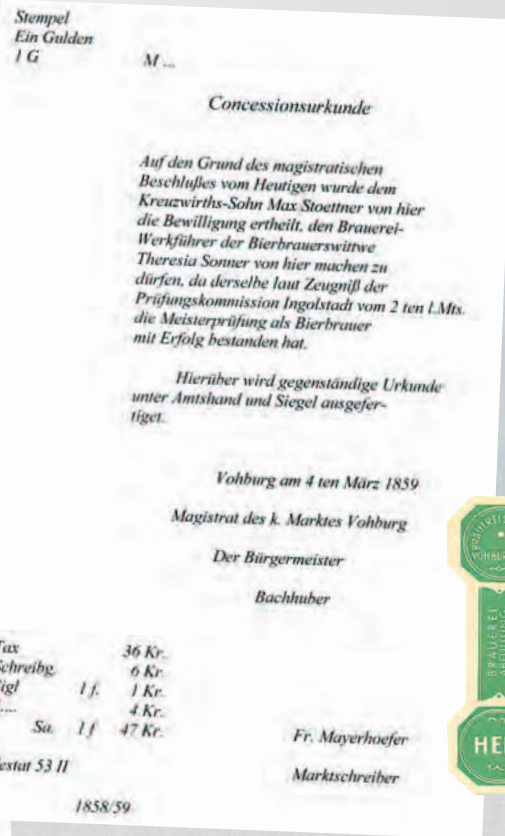 Stempel
Ein Gulden
1 G
M ...
Concessionsurkunde
Auf den Grund des magistratischen
Beschlußes vom Heutigen wurde dem
Kreuzwirths-Sohn Max Stoettner von hier
die Bewilligung ertheilt, den Brauerei-
Werkführer der Bierbrauerswittwe
Theresia Sonner von hier machen zu
dürfen, da derselbe laut Zeugniß der
Prüfungskommission Ingolstadt vom 2 ten l.Mts.
die Meisterprüfung als Bierbrauer
mit Erfolg bestanden hat.
Hierüber wird gegenständige Urkunde
unter Amtshand und Siegel ausgefer-
tiget.
Vohburg am 4 ten März 1859
Magistrat des k. Marktes Vohburg
Der Bürgermeister
Bachhuber
Tax 36 Kr.
Schreibg. 6 Kr.
Sigl 1 f. 1 Kr.
.... 4 Kr.
Sa. 1 f 47 Kr.
Fr. Mayerhoefer
estat 53 II
Marktschreiber
1858/59
BRAUEREI
HE